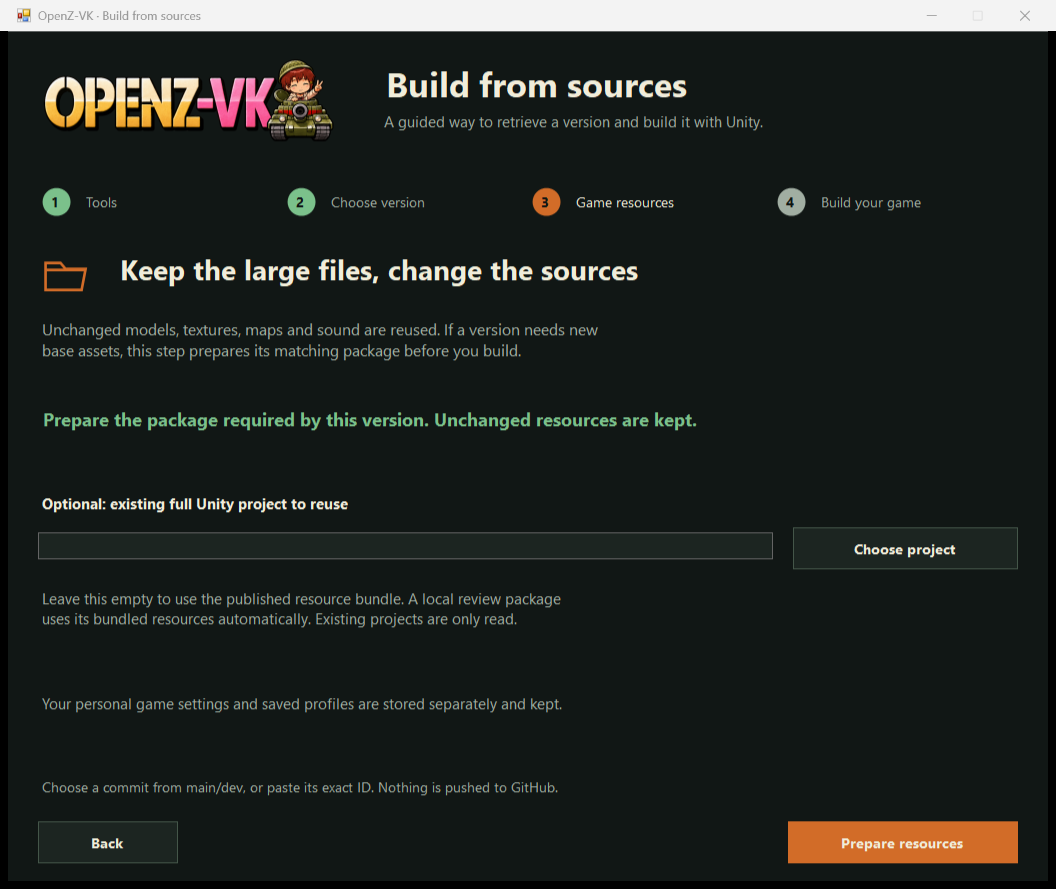 OpenZ-VK · Build from sources
OPENZ-VK
Build from sources
A guided way to retrieve a version and build it with Unity.
1 Tools
2 Choose version
3 Game resources
4 Build your game
Keep the large files, change the sources
Unchanged models, textures, maps and sound are reused. If a version needs new
base assets, this step prepares its matching package before you build.
Prepare the package required by this version. Unchanged resources are kept.
Optional: existing full Unity project to reuse
Choose project
Leave this empty to use the published resource bundle. A local review package
uses its bundled resources automatically. Existing projects are only read.
Your personal game settings and saved profiles are stored separately and kept.
Choose a commit from main/dev, or paste its exact ID. Nothing is pushed to GitHub.
Back
Prepare resources